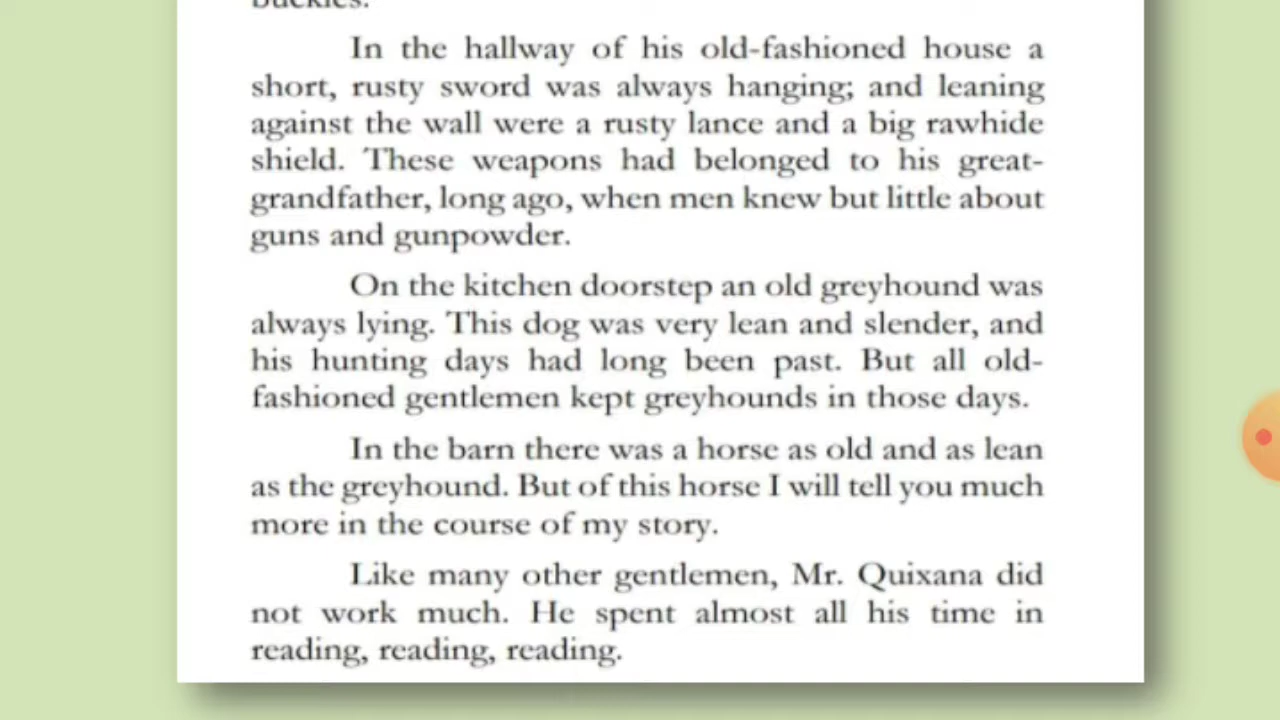 buckles.
In the hallway of his old-fashioned house a
short, rusty sword was always hanging; and leaning
against the wall were a rusty lance and a big rawhide
shield. These weapons had belonged to his great-
grandfather, long ago, when men knew but little about
guns and gunpowder.
On the kitchen doorstep an old greyhound was
always lying. This dog was very lean and slender, and
his hunting days had long been past. But all old-
fashioned gentlemen kept greyhounds in those days.
In the barn there was a horse as old and as lean
as the greyhound. But of this horse I will tell you much
more in the course of my story.
Like many other gentlemen, Mr. Quixana did
not work much. He spent almost all his time in
reading, reading, reading.